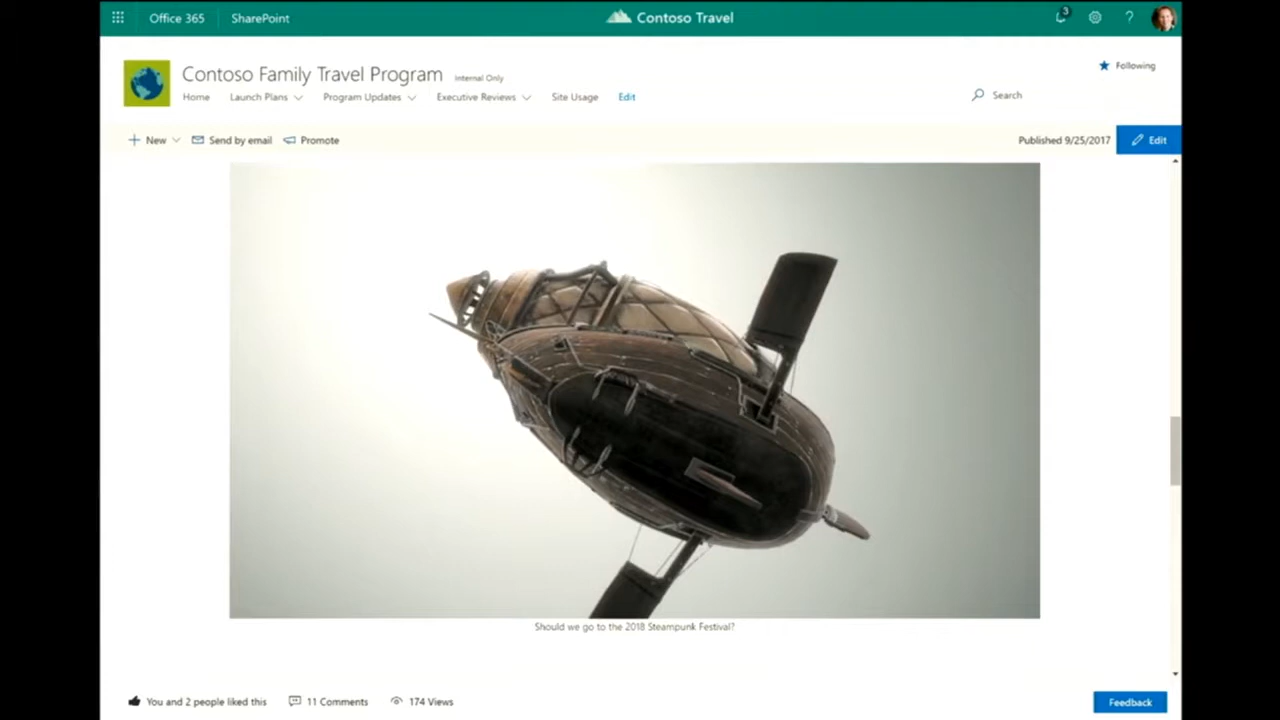 Office 365 SharePoint Contoso Travel 3 ?
Contoso Family Travel Program Internal Only Following
Home Launch Plans Program Updates Executive Reviews Site Usage Edit Search
New Send by email Promote Published 9/25/2017 Edit
Should we go to the 2018 Steampunk Festival?
You and 2 people liked this 11 Comments 174 Views Feedback